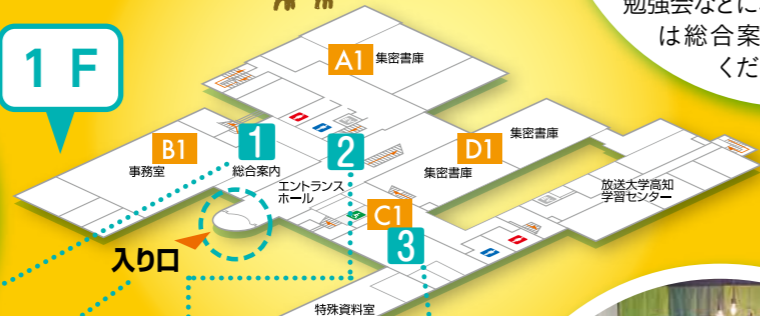 勉強会などに
は総合案
くだ
1 F
A1
集密書庫
B1
事務室
1
総合案内
2
エントランス
ホール
D1
集密書庫
集密書庫
放送大学高知
学習センター
C1
3
入り口
特殊資料室